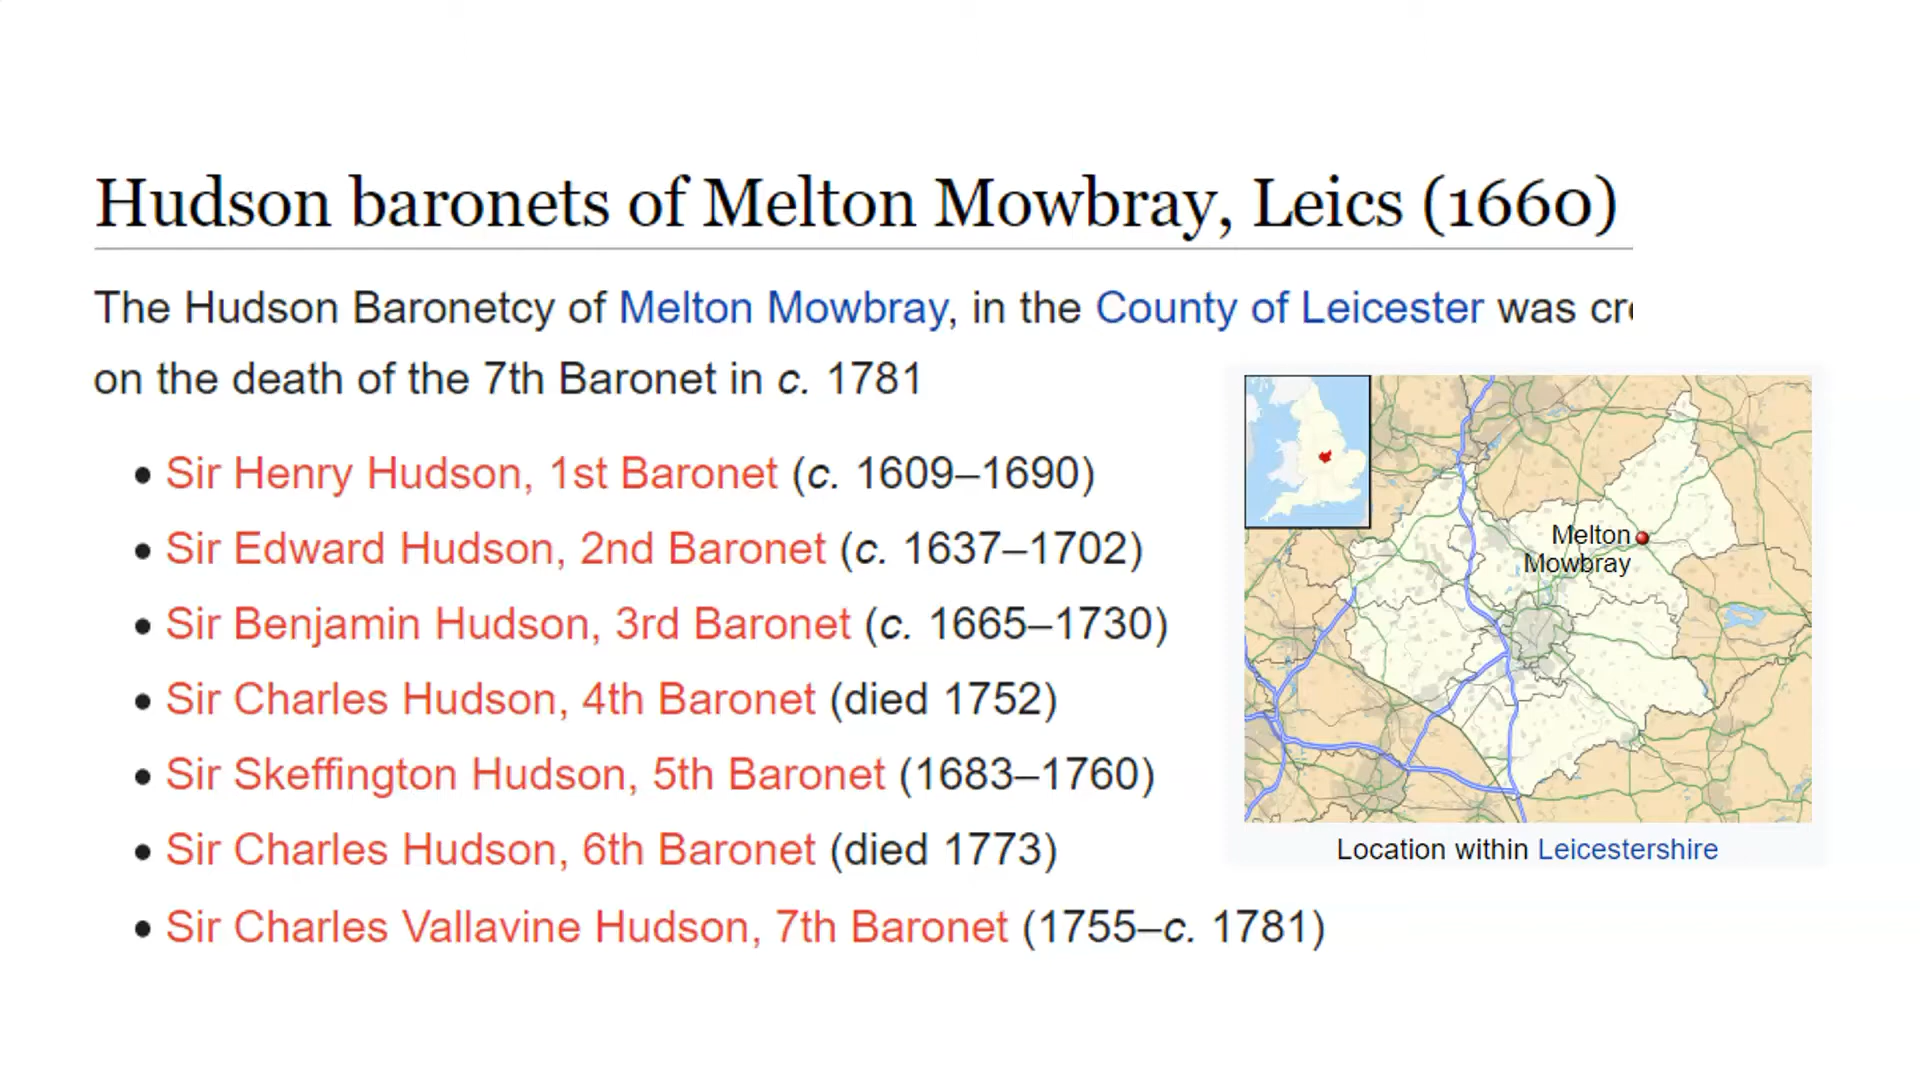 Hudson baronets of Melton Mowbray, Leics (1660)
The Hudson Baronetcy of Melton Mowbray, in the County of Leicester was
on the death of the 7th Baronet in c. 1781
• Sir Henry Hudson, 1st Baronet (c. 1609–1690)
• Sir Edward Hudson, 2nd Baronet (c. 1637–1702)
• Sir Benjamin Hudson, 3rd Baronet (c. 1665–1730)
• Sir Charles Hudson, 4th Baronet (died 1752)
• Sir Skeffington Hudson, 5th Baronet (1683–1760)
• Sir Charles Hudson, 6th Baronet (died 1773)
• Sir Charles Vallavine Hudson, 7th Baronet (1755–c. 1781)
Melton
Mowbray
Location within Leicestershire